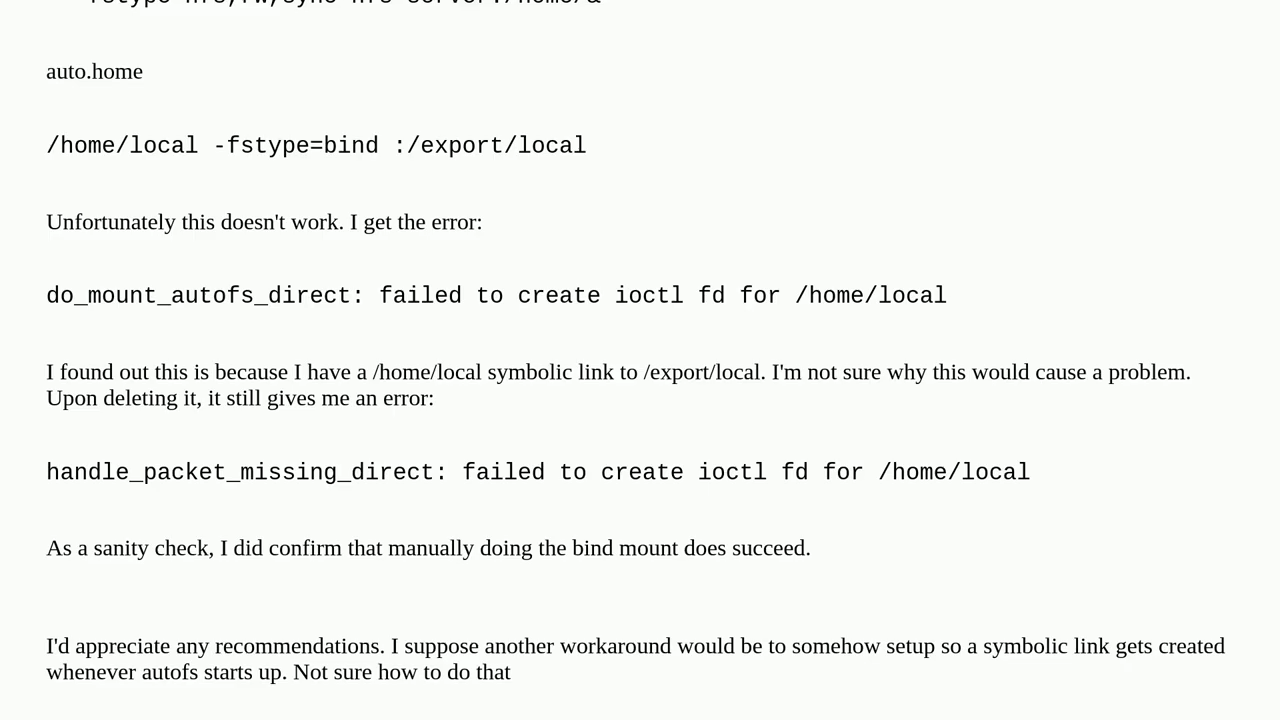 auto.home
/home/local -fstype=bind :/export/local
Unfortunately this doesn't work. I get the error:
do_mount_autofs_direct: failed to create ioctl fd for /home/local
I found out this is because I have a /home/local symbolic link to /export/local. I'm not sure why this would cause a problem.
Upon deleting it, it still gives me an error:
handle_packet_missing_direct: failed to create ioctl fd for /home/local
As a sanity check, I did confirm that manually doing the bind mount does succeed.
I'd appreciate any recommendations. I suppose another workaround would be to somehow setup so a symbolic link gets created
whenever autofs starts up. Not sure how to do that